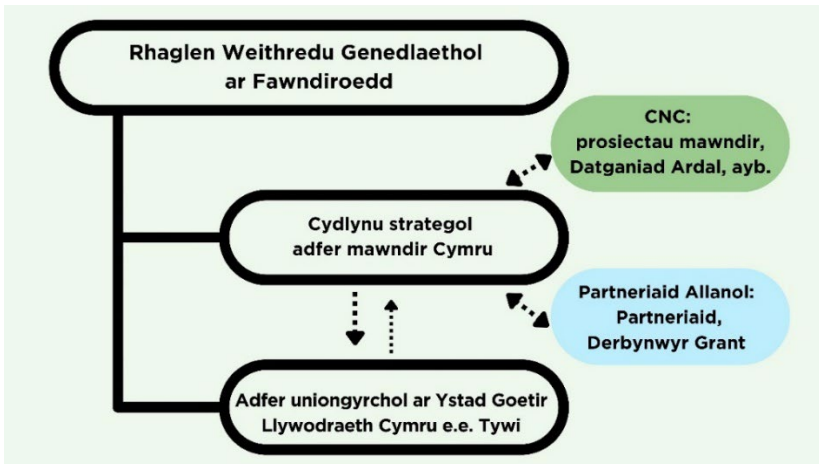 Rhaglen Weithredu Genedlaethol
ar Fawndiroedd
CNC:
prosiectau mawndir,
Datganiad Ardal, ayb.
Cydlynu strategol
adfer mawndir Cymru
Partneriaid Allanol:
Partneriaid,
Derbynwyr Grant
Adfer uniongyrchol ar Ystad Goetir
Llywodraeth Cymru e.e. Tywi